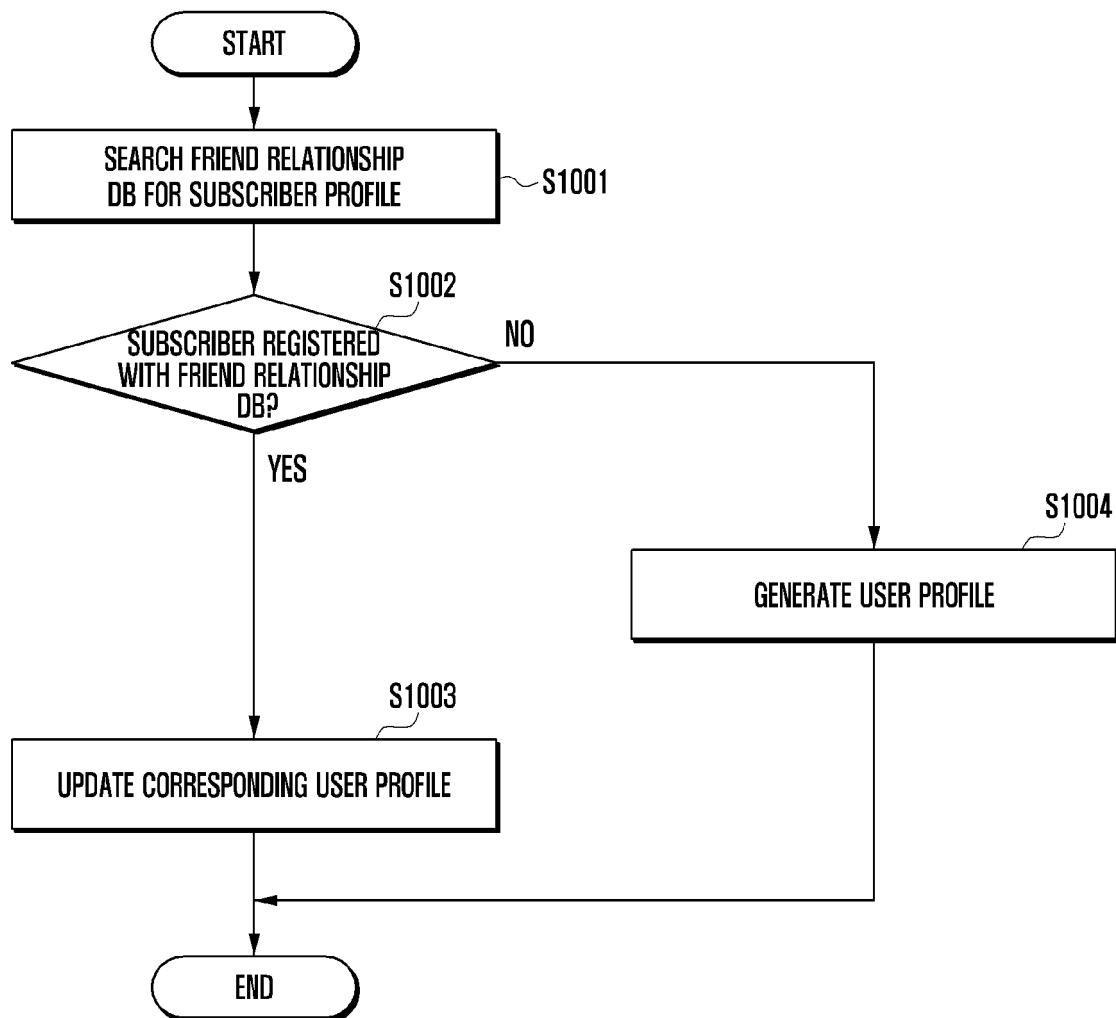 START
SEARCH FRIEND RELATIONSHIP
DB FOR SUBSCRIBER PROFILE
S1001
S1002
SUBSCRIBER REGISTERED
WITH FRIEND RELATIONSHIP
DB?
NO
YES
S1004
GENERATE USER PROFILE
S1003
UPDATE CORRESPONDING USER PROFILE
END